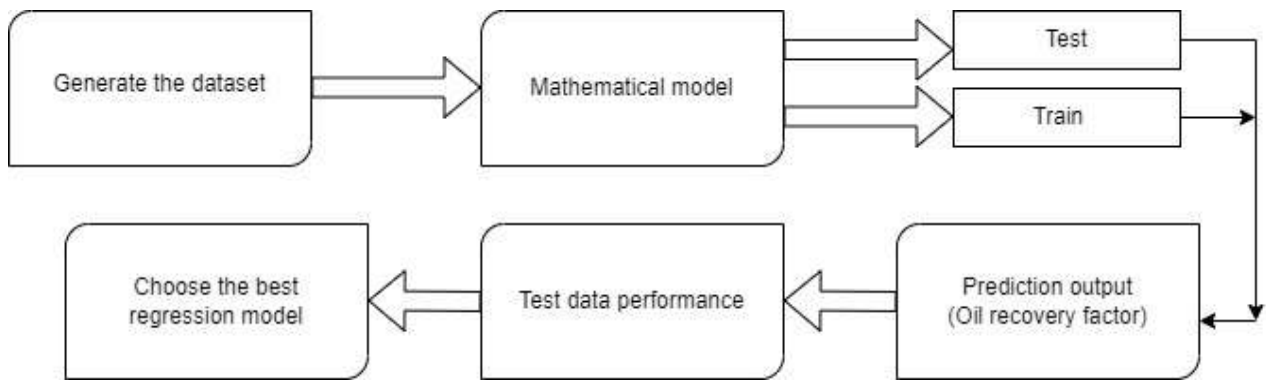 Generate the dataset
Mathematical model
Test
Train
Choose the best
regression model
Test data performance
Prediction output
(Oil recovery factor)